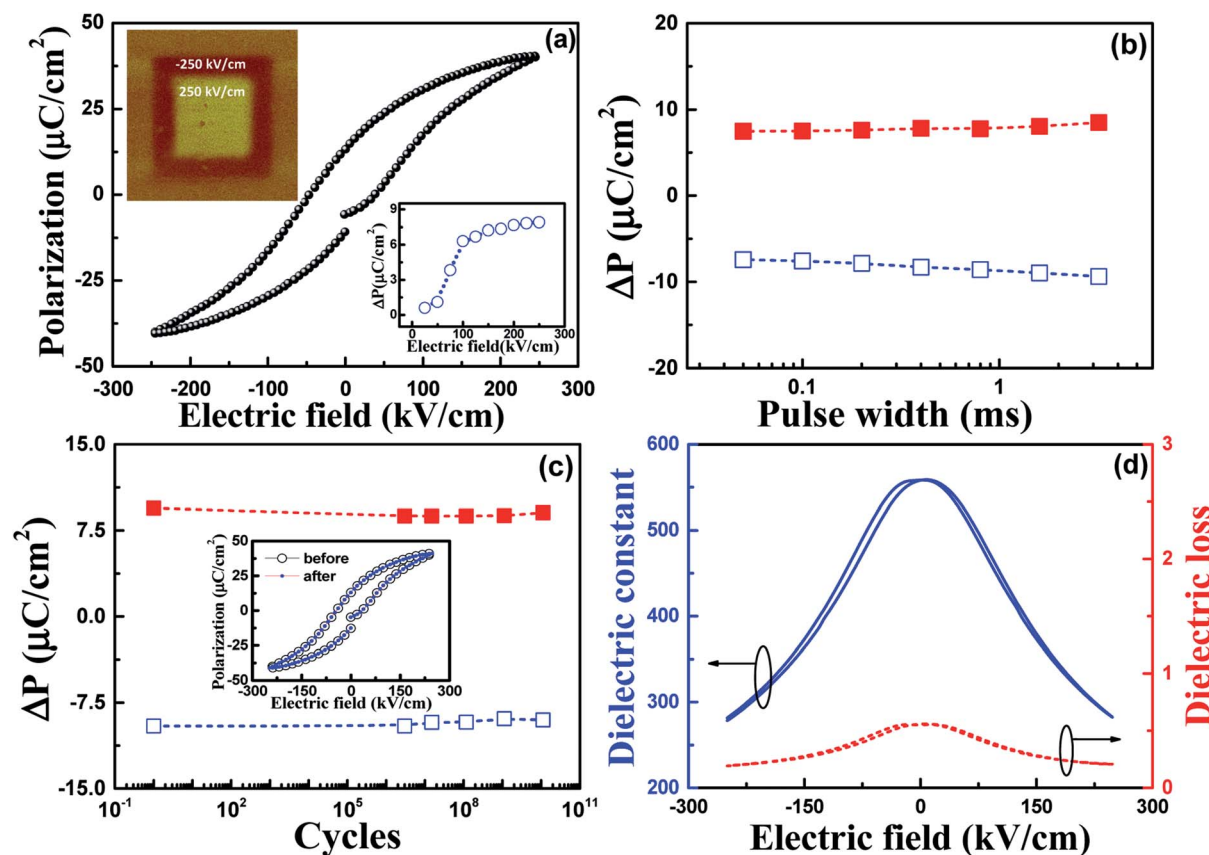 (a)
-250 kV/cm
250 kV/cm
50
25
0
-25
-50
Polarization (μC/cm²)
-300 -200 -100 0 100 200 300
Electric field (kV/cm)
9
6
3
0
ΔP(μC/cm²)
0 100 200 300
Electric field(kV/cm)
(b)
20
10
0
-10
-20
ΔP (μC/cm²)
0.1 1
Pulse width (ms)
(c)
15.0
7.5
0.0
-7.5
-15.0
ΔP (μC/cm²)
10⁻¹ 10² 10⁵ 10⁸ 10¹¹
Cycles
before
after
50
25
0
-25
-50
Polarization (μC/cm²)
-300 -150 0 150 300
Electric field (kV/cm)
(d)
600
500
400
300
200
Dielectric constant
3
2
1
0
Dielectric loss
-300 -150 0 150 300
Electric field (kV/cm)